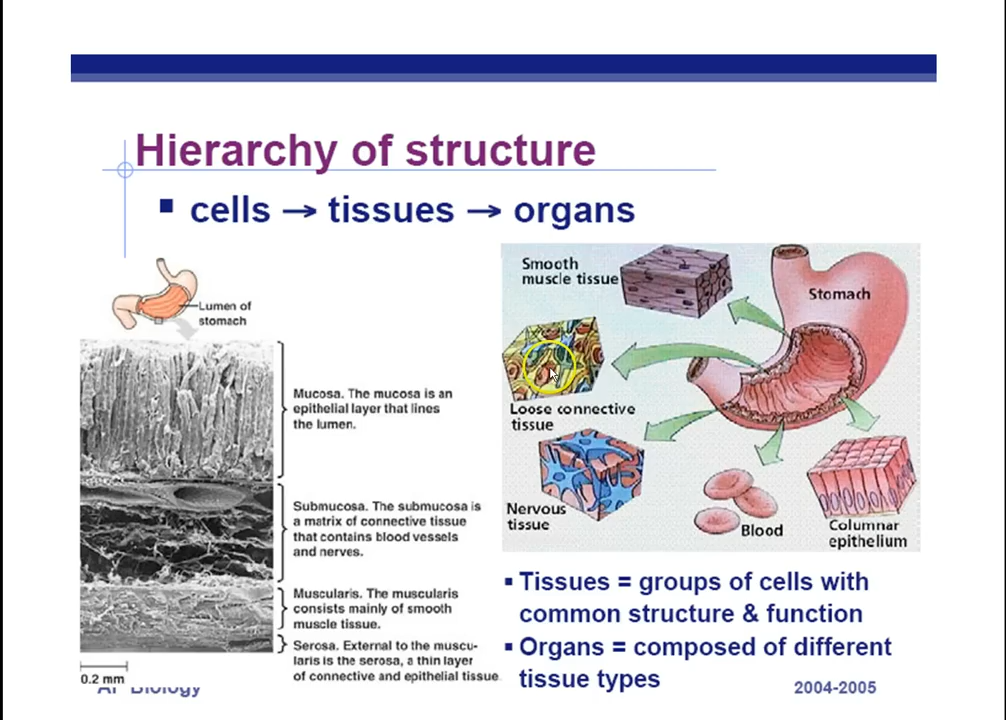 Hierarchy of structure
▪ cells → tissues → organs
Lumen of
stomach
Mucosa. The mucosa is an
epithelial layer that lines
the lumen.
Submucosa. The submucosa is
a matrix of connective tissue
that contains blood vessels
and nerves.
Muscularis. The muscularis
consists mainly of smooth
muscle tissue.
Serosa. External to the muscu-
laris is the serosa, a thin layer
of connective and epithelial tissue.
0.2 mm
Smooth
muscle tissue
Stomach
Loose connective
tissue
Nervous
tissue
Blood
Columnar
epithelium
▪ Tissues = groups of cells with
common structure & function
▪ Organs = composed of different
tissue types
AP Biology
2004-2005